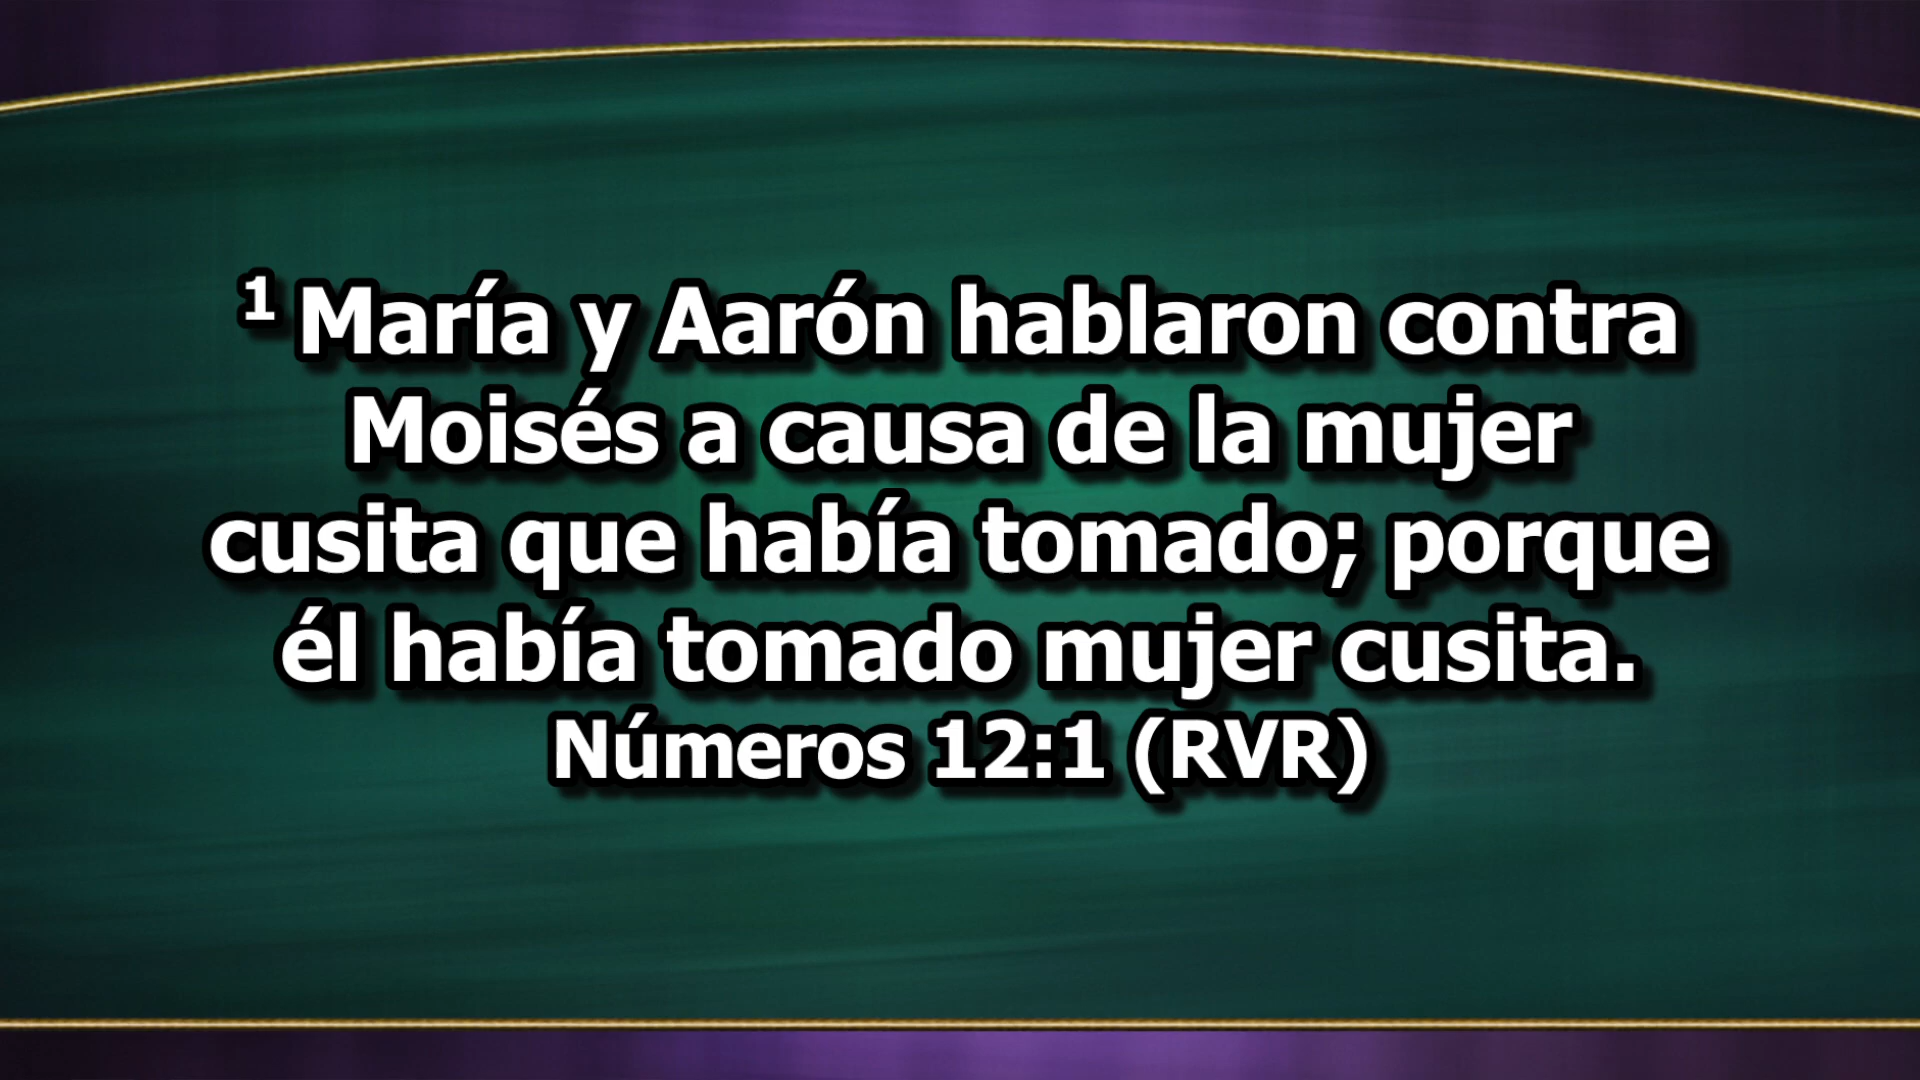 1 María y Aarón hablaron contra
Moisés a causa de la mujer
cusita que había tomado; porque
él había tomado mujer cusita.
Números 12:1 (RVR)